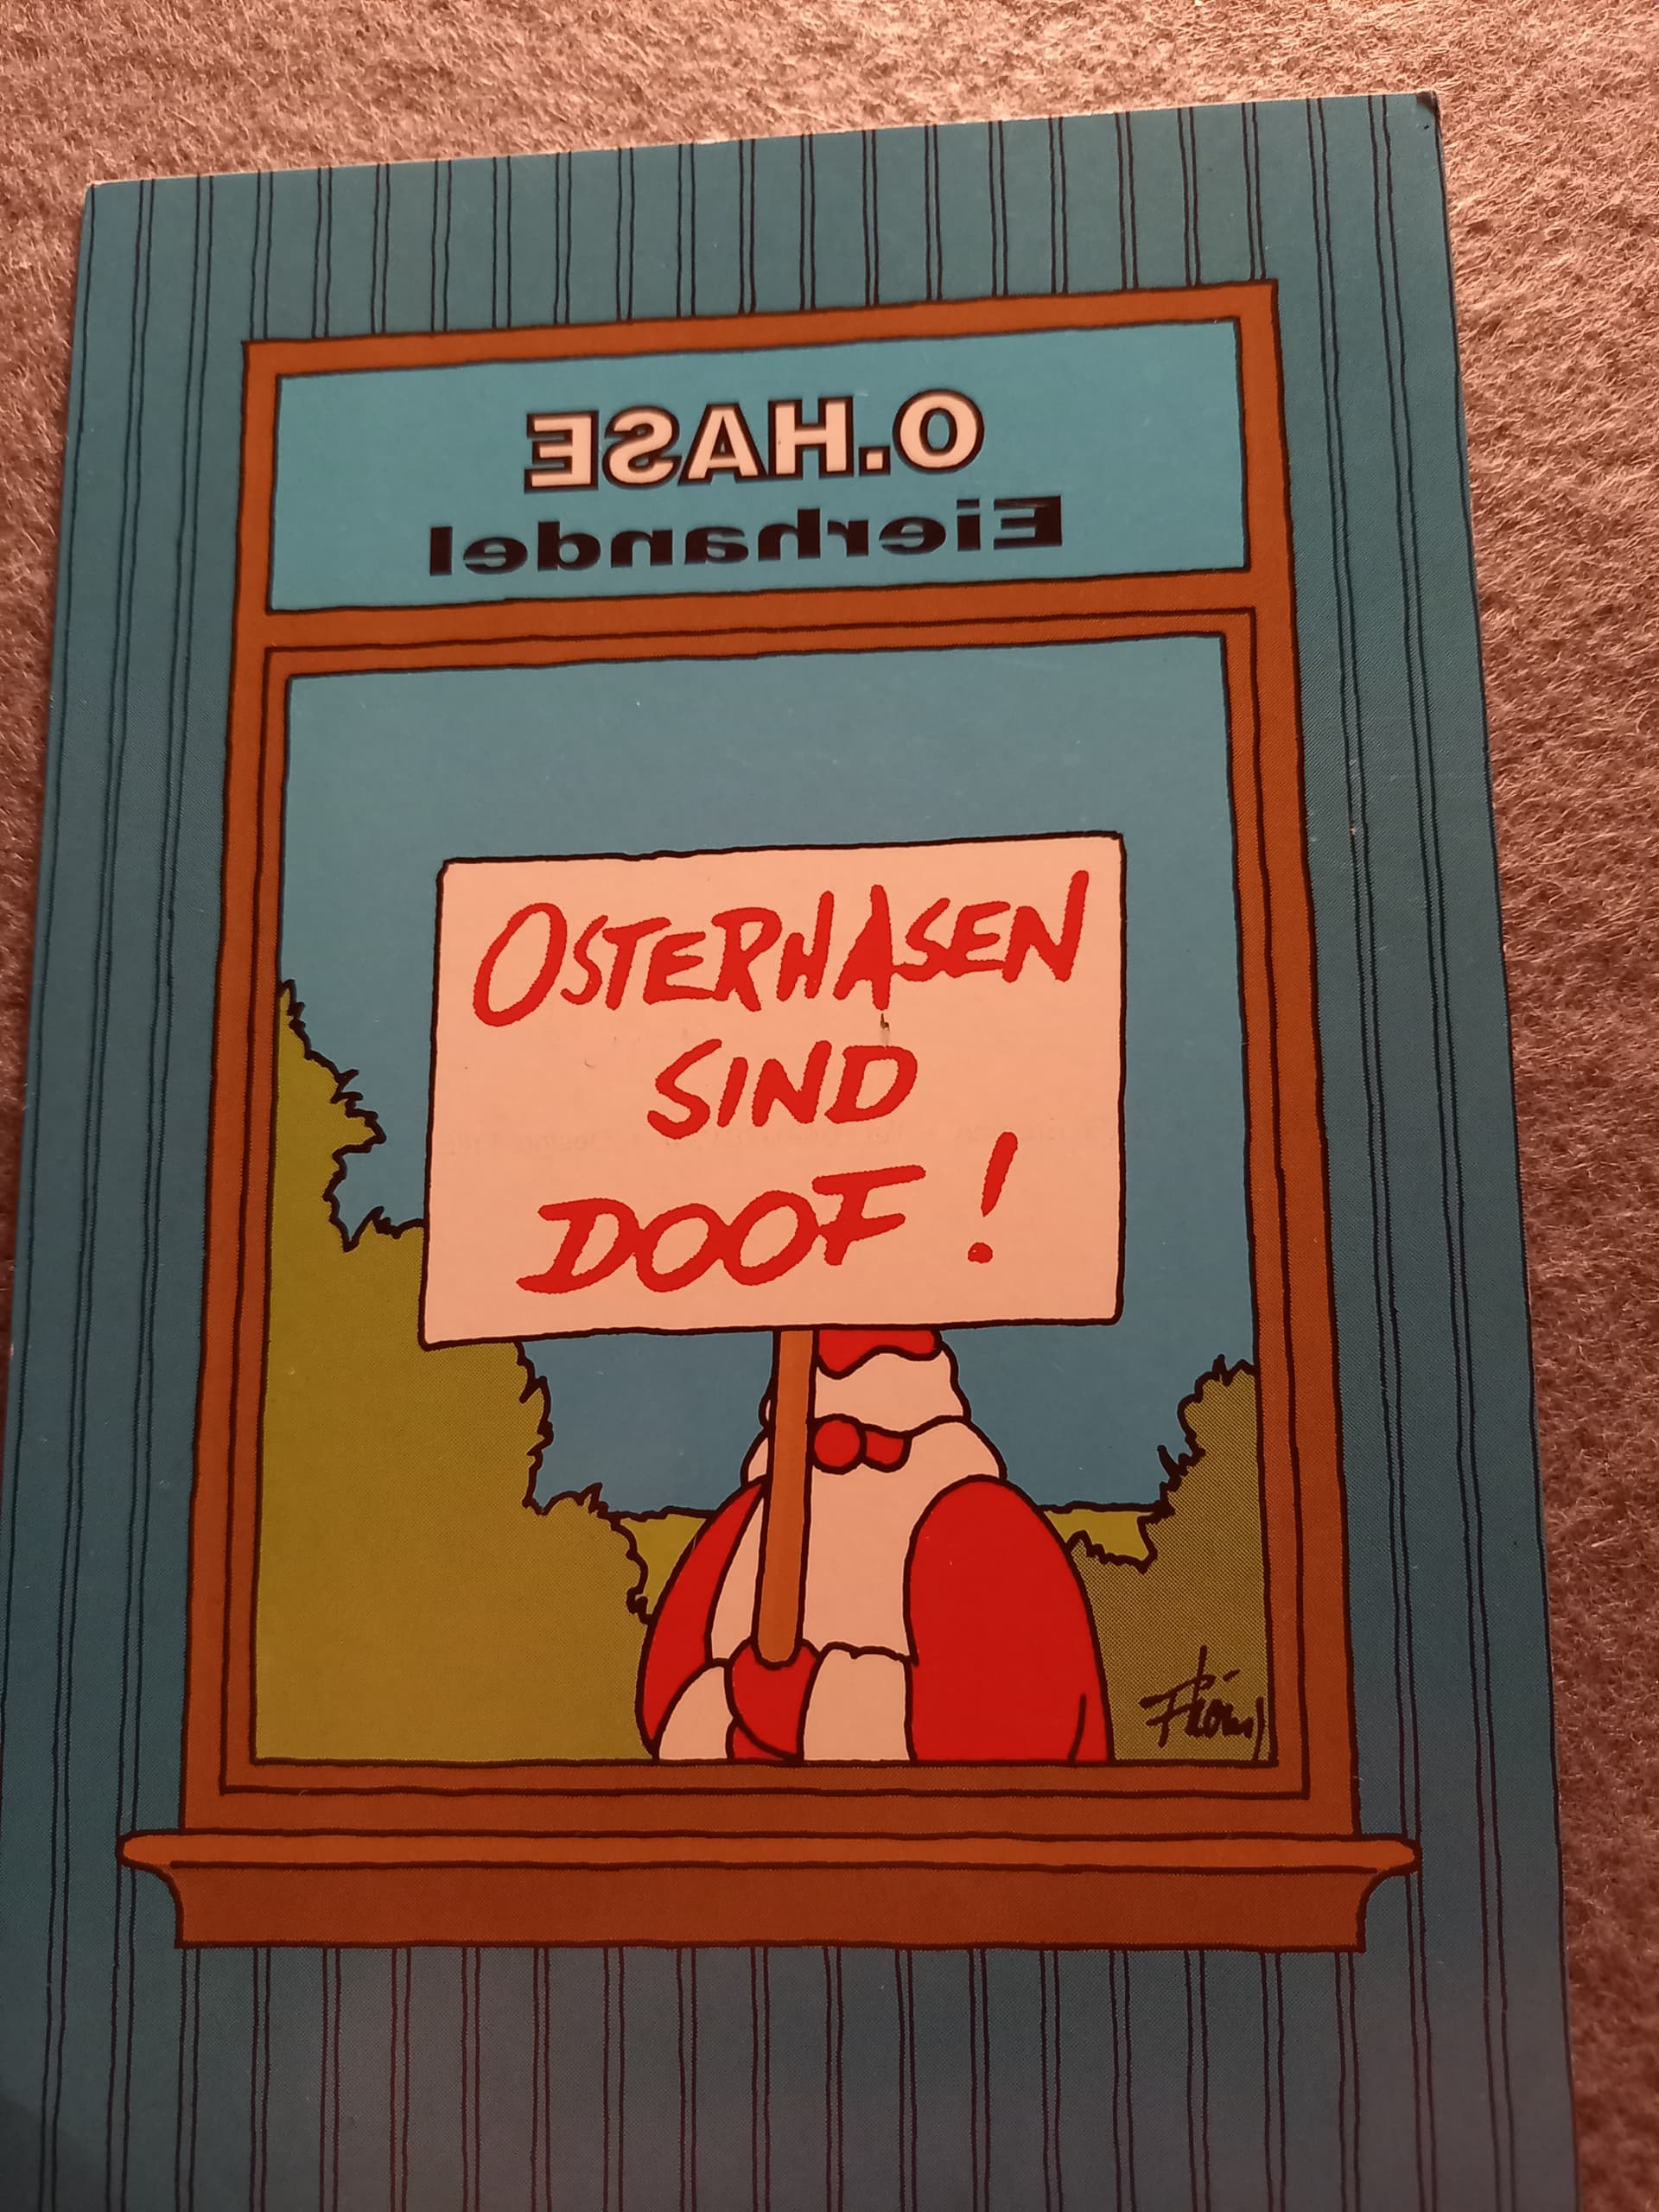 O.HASE
Eierhandel
OSTERHASEN
SIND
DOOF!